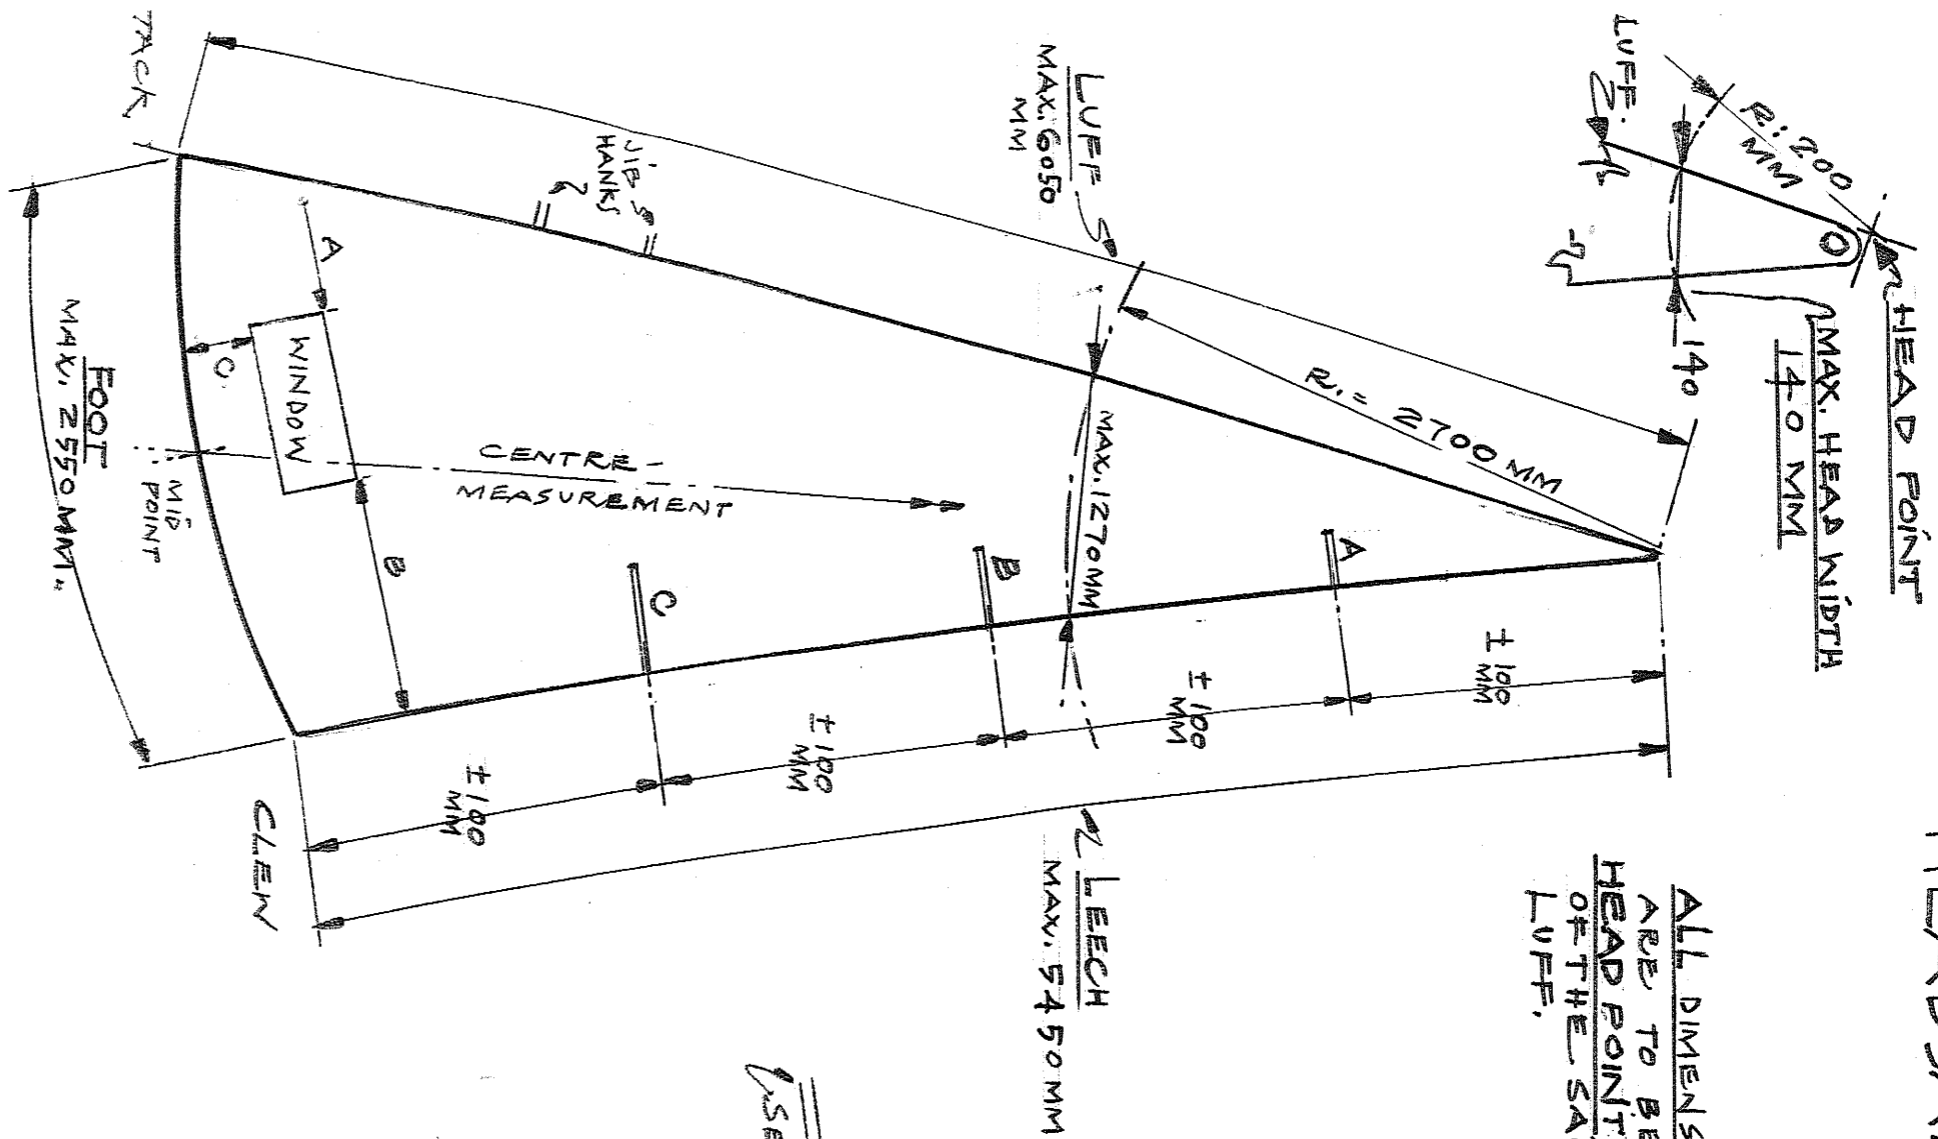 HEAD POINT
MAX. HEAD WIDTH
140 MM
R.: 200
MM
LUFF.
140
LUFF
MAX. 6050
MM
R. = 2700 MM
MAX. 1270 MM
JIB
HANKS
TACK
A
WINDOW
C.
B
CENTRE-
MEASUREMENT
MID
POINT
FOOT
MAX. 2550 MM.
A
B
C
± 100
MM
± 100
MM
± 100
MM
± 100
MM
CLEW
LEECH
MAX. 5450 MM
ALL DIMENS
ARE TO BE
HEAD POINT
OF THE SA
LUFF.